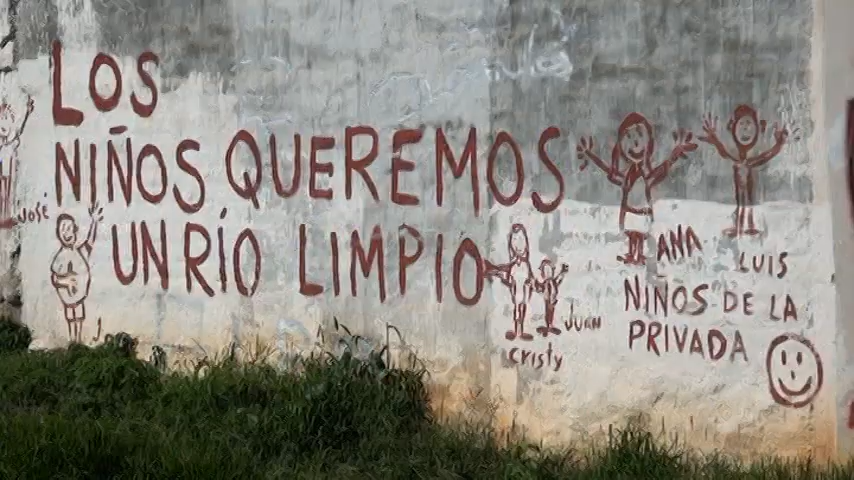 LOS
NIÑOS QUEREMOS
UN RÍO LIMPIO
JOSÉ
J
CRISTY
JUAN
ANA
LUIS
NIÑOS DE LA
PRIVADA